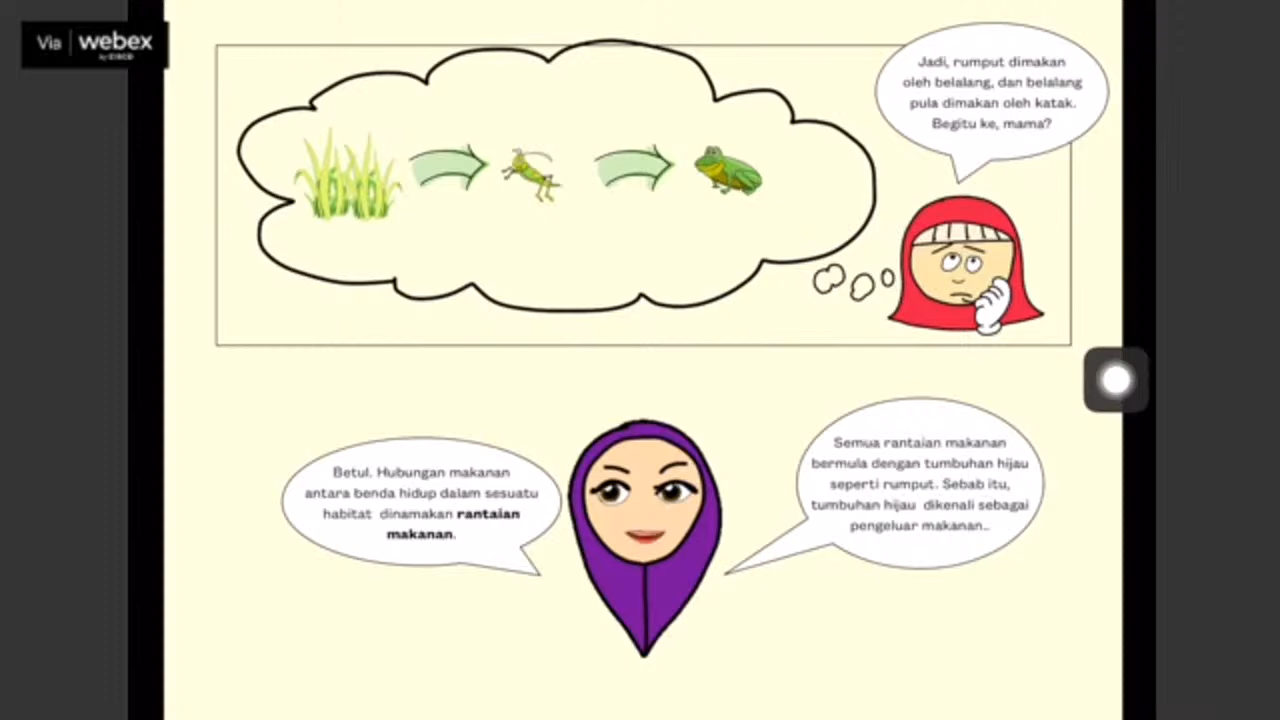 Via webex
by CISCO
Jadi, rumput dimakan
oleh belalang, dan belalang
pula dimakan oleh katak.
Begitu ke, mama?
Betul. Hubungan makanan
antara benda hidup dalam sesuatu
habitat dinamakan rantaian
makanan.
Semua rantaian makanan
bermula dengan tumbuhan hijau
seperti rumput. Sebab itu,
tumbuhan hijau dikenali sebagai
pengeluar makanan..